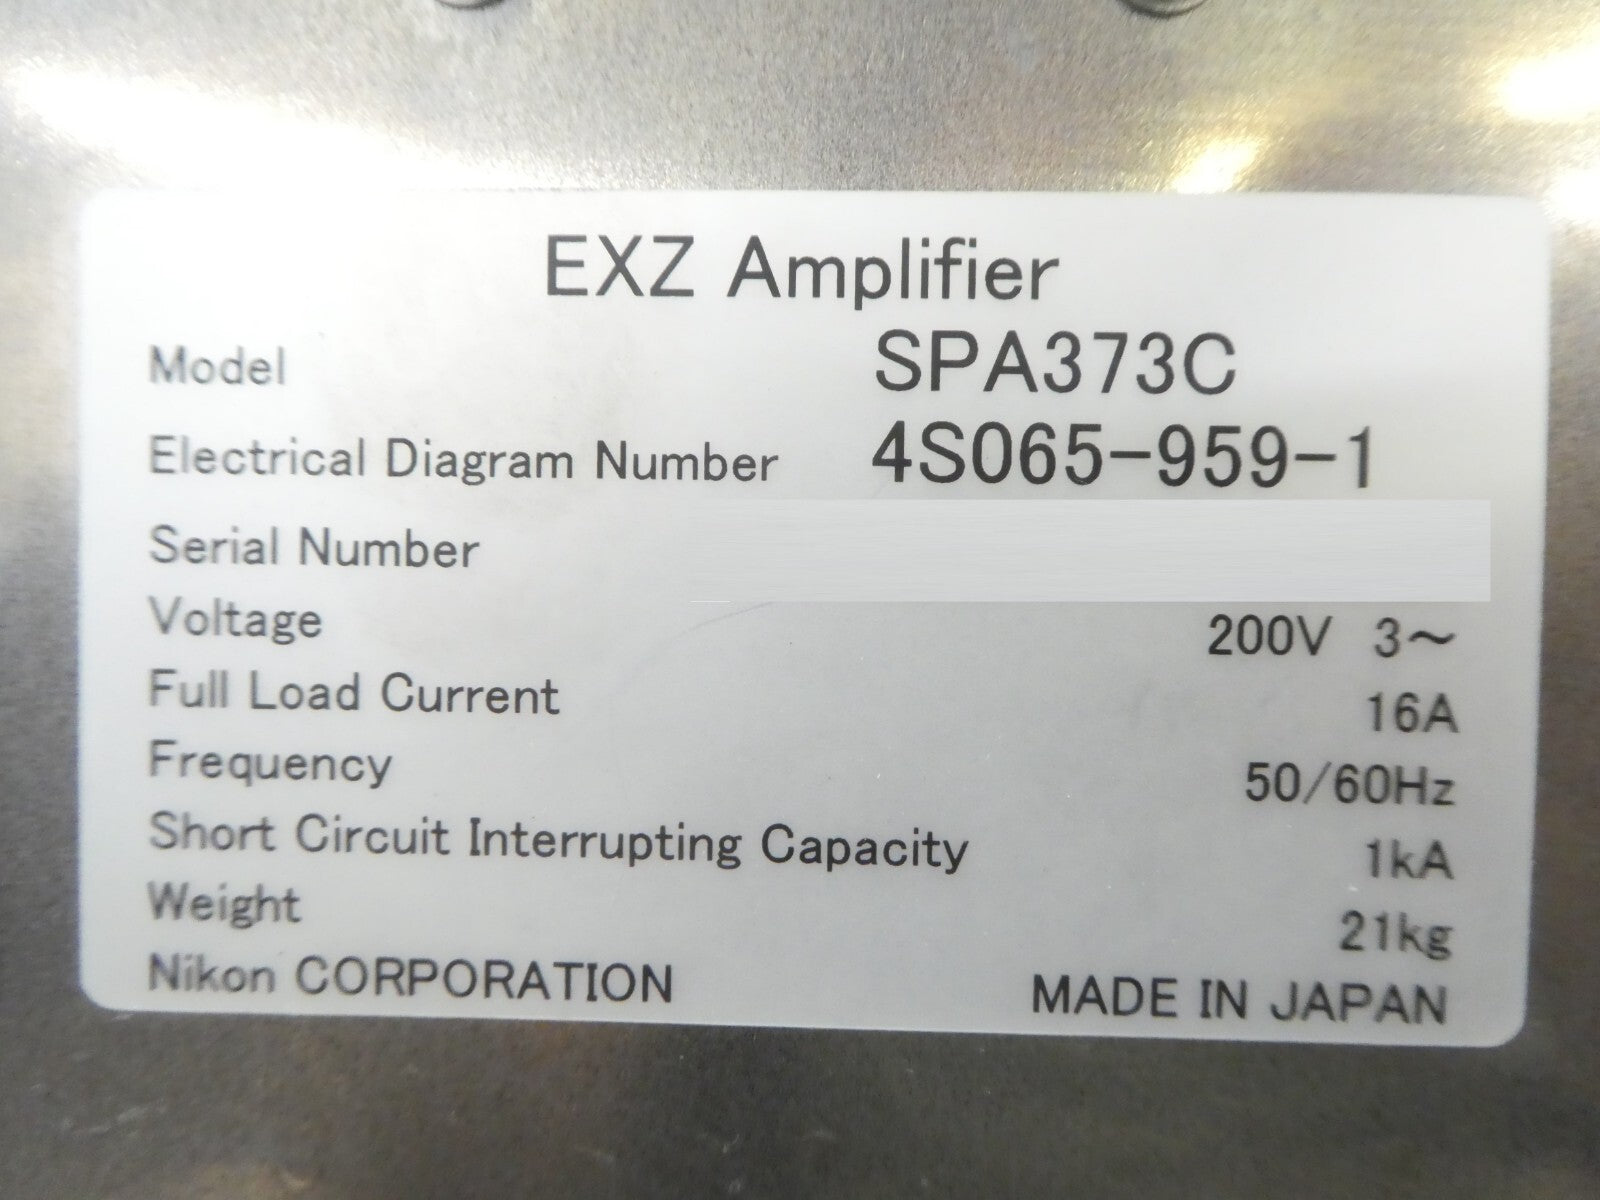 EXZ Amplifier
Model SPA373C
Electrical Diagram Number 4S065-959-1
Serial Number
Voltage 200V 3~
Full Load Current 16A
Frequency 50/60Hz
Short Circuit Interrupting Capacity 1kA
Weight 21kg
Nikon CORPORATION MADE IN JAPAN